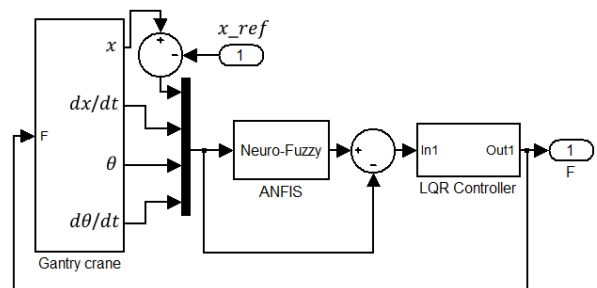 x_ref
x
+
-
1
dx/dt
F
θ
dθ/dt
Neuro-Fuzzy
ANFIS
+
-
In1 Out1
LQR Controller
1
F
Gantry crane